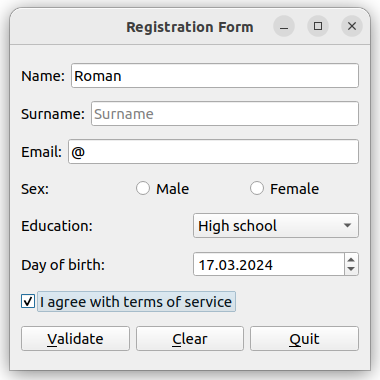 Registration Form
Name: Roman
Surname: Surname
Email: @
Sex: Male Female
Education: High school
Day of birth: 17.03.2024
I agree with terms of service
Validate Clear Quit